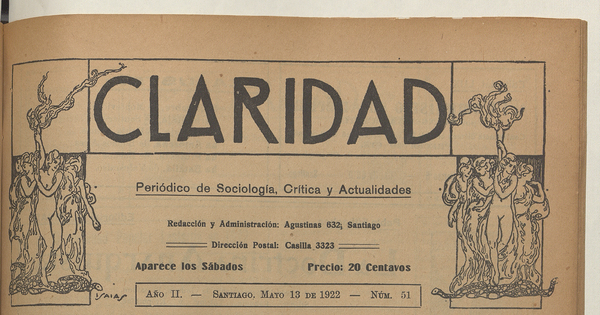 CLARIDAD
Periódico de Sociología, Crítica y Actualidades
Redacción y Administración: Agustinas 632; Santiago
Dirección Postal: Casilla 3323
Aparece los Sábados Precio: 20 Centavos
Año II. — Santiago. Mayo 13 de 1922 — Núm. 51
ISAIAS